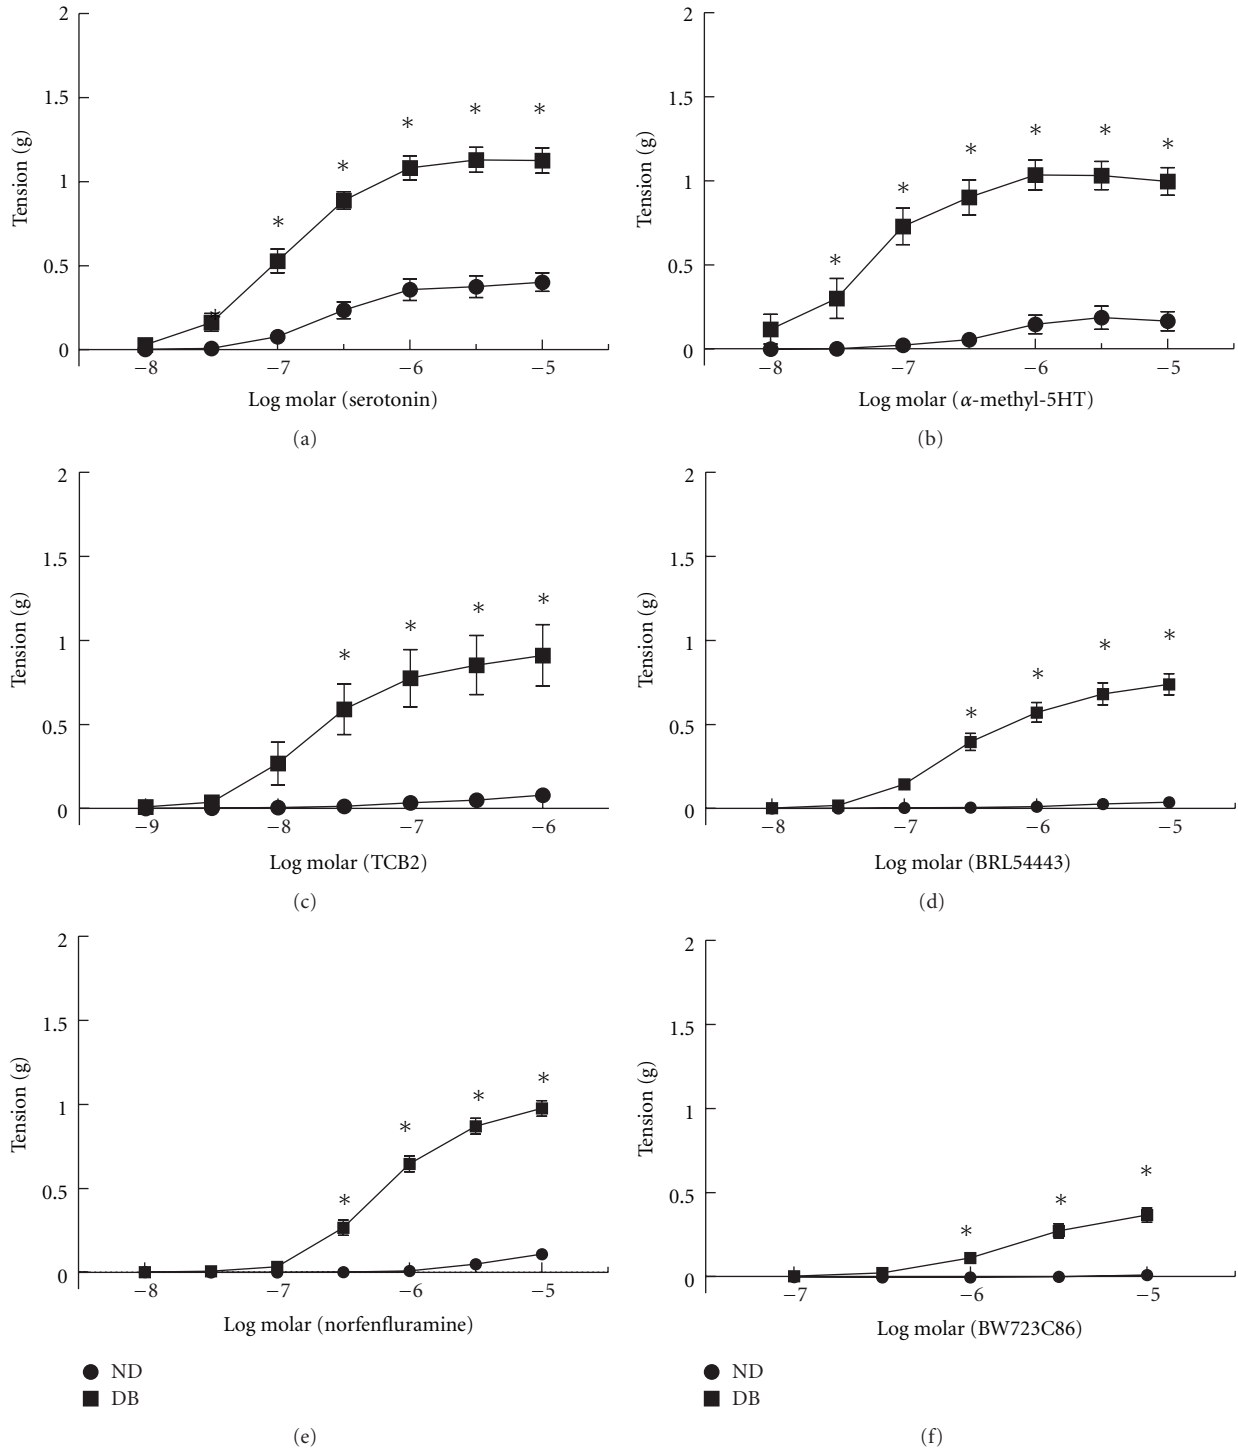 2
1.5
1
0.5
0
Tension (g)
* * * * * * *
−8 −7 −6 −5
Log molar (serotonin)
(a)
2
1.5
1
0.5
0
Tension (g)
* * * * * *
−8 −7 −6 −5
Log molar (α-methyl-5HT)
(b)
2
1.5
1
0.5
0
Tension (g)
* * * *
−9 −8 −7 −6
Log molar (TCB2)
(c)
2
1.5
1
0.5
0
Tension (g)
* * * *
−8 −7 −6 −5
Log molar (BRL54443)
(d)
2
1.5
1
0.5
0
Tension (g)
* * * *
−8 −7 −6 −5
Log molar (norfenfluramine)
ND
DB
(e)
2
1.5
1
0.5
0
Tension (g)
* * *
−7 −6 −5
Log molar (BW723C86)
ND
DB
(f)